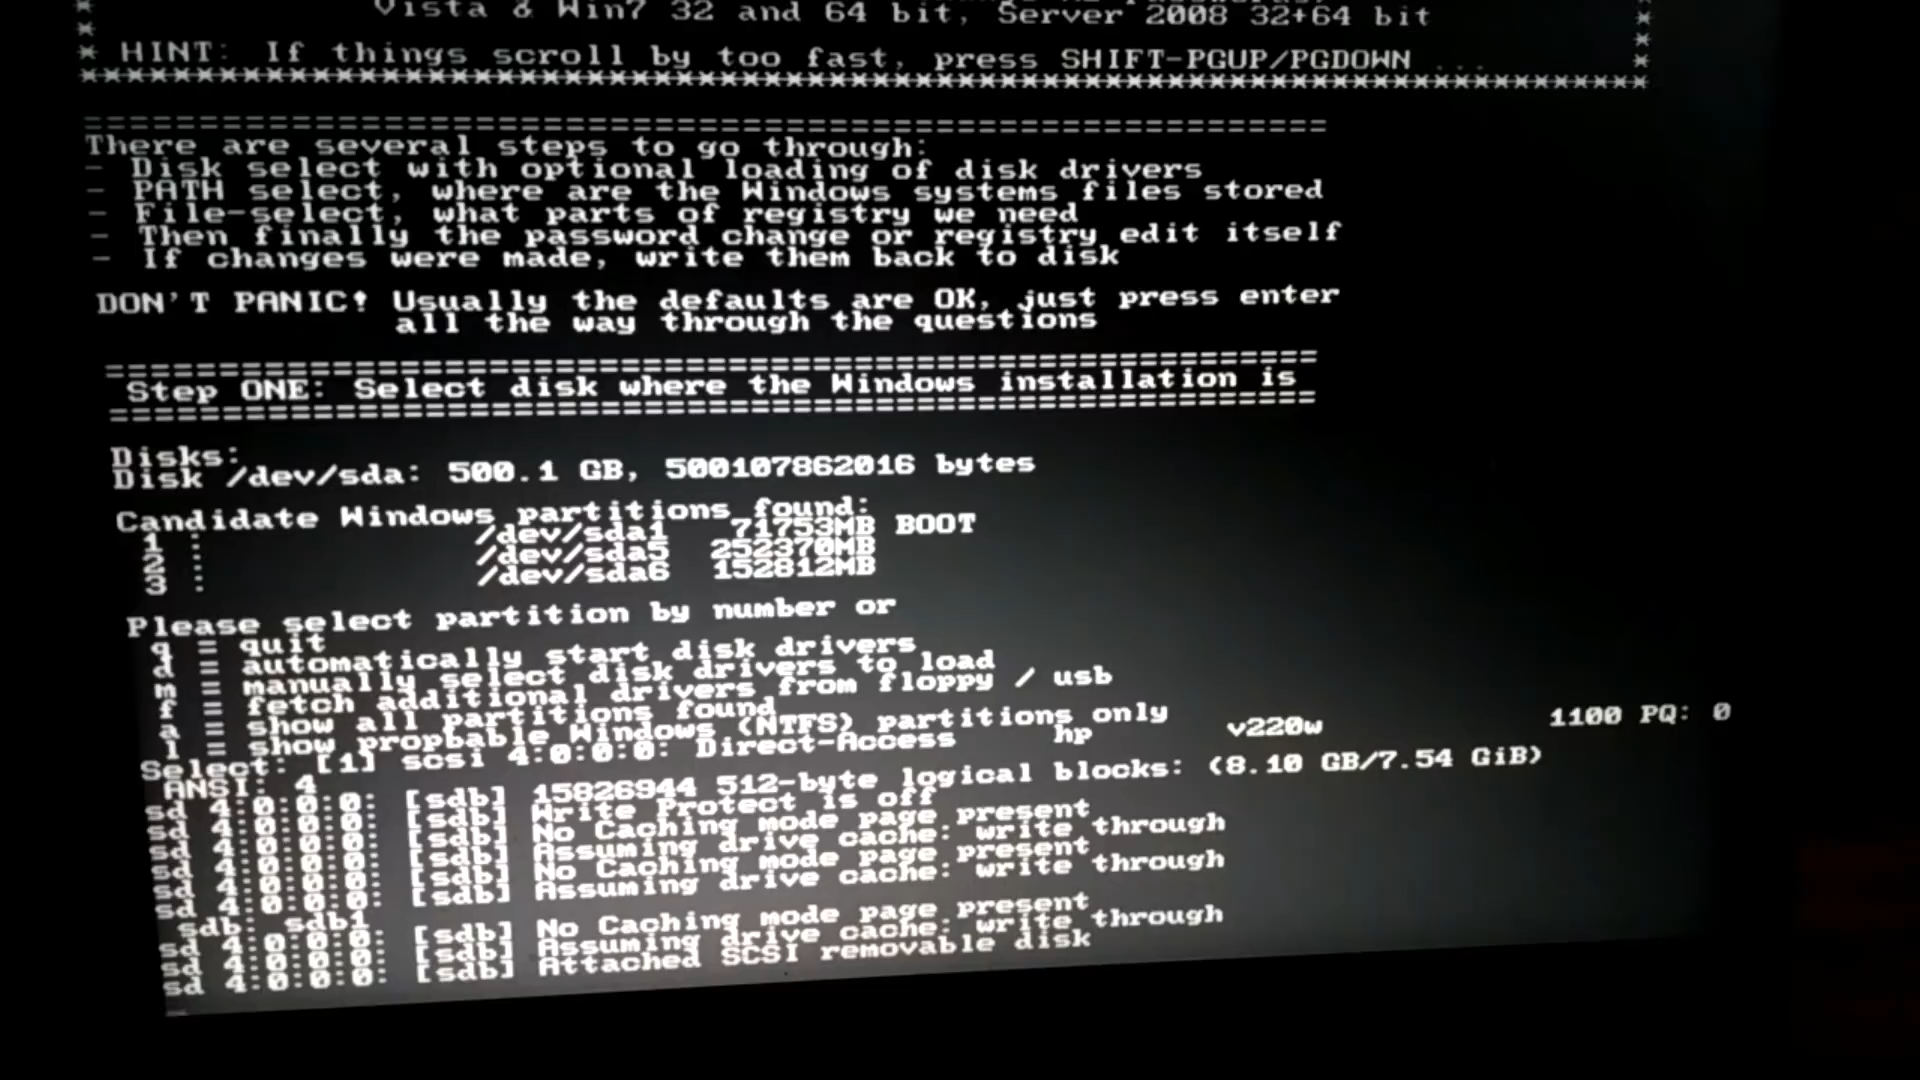 Vista & Win7 32 and 64 bit, Server 2008 32+64 bit
*
* HINT: If things scroll by too fast, press SHIFT-PGUP/PGDOWN ... *
*******************************************************************************
=========================================================
There are several steps to go through:
- Disk select with optional loading of disk drivers
- PATH select, where are the Windows systems files stored
- File-select, what parts of registry we need
- Then finally the password change or registry edit itself
- If changes were made, write them back to disk
DON'T PANIC! Usually the defaults are OK, just press enter
all the way through the questions
=========================================================
Step ONE: Select disk where the Windows installation is
=========================================================
Disks:
Disk /dev/sda: 500.1 GB, 500107862016 bytes
Candidate Windows partitions found:
1 : /dev/sda1 71753MB BOOT
2 : /dev/sda5 252370MB
3 : /dev/sda6 152812MB
Please select partition by number or
q = quit
d = automatically start disk drivers
m = manually select disk drivers to load
f = fetch additional drivers from floppy / usb
a = show all partitions found
l = show propbable Windows (NTFS) partitions only
Select: [1] scsi 4:0:0:0: Direct-Access hp v220w 1100 PQ: 0
ANSI: 4
sd 4:0:0:0: [sdb] 15826944 512-byte logical blocks: (8.10 GB/7.54 GiB)
sd 4:0:0:0: [sdb] Write Protect is off
sd 4:0:0:0: [sdb] No Caching mode page present
sd 4:0:0:0: [sdb] Assuming drive cache: write through
sd 4:0:0:0: [sdb] No Caching mode page present
sd 4:0:0:0: [sdb] Assuming drive cache: write through
sdb: sdb1
sd 4:0:0:0: [sdb] No Caching mode page present
sd 4:0:0:0: [sdb] Assuming drive cache: write through
sd 4:0:0:0: [sdb] Attached SCSI removable disk